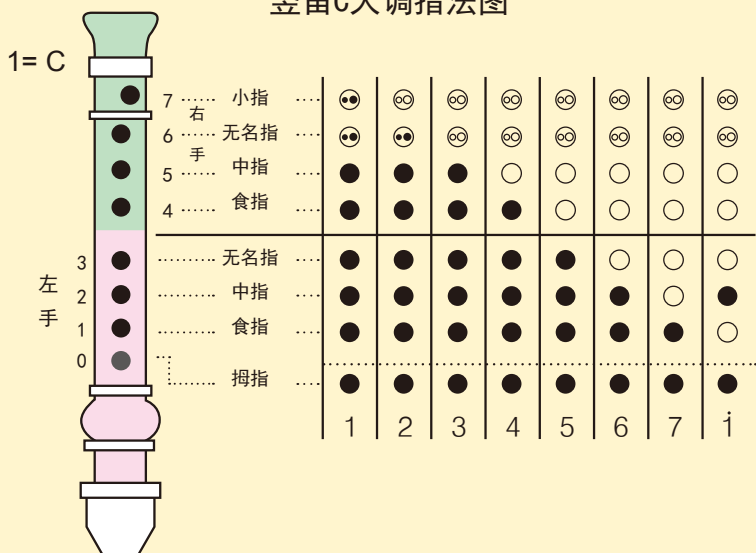 竖笛C大调指法图
1= C
7 小指
右
6 无名指
手
5 中指
4 食指
3 无名指
左
2 中指
手
1 食指
0
拇指
1 2 3 4 5 6 7 i